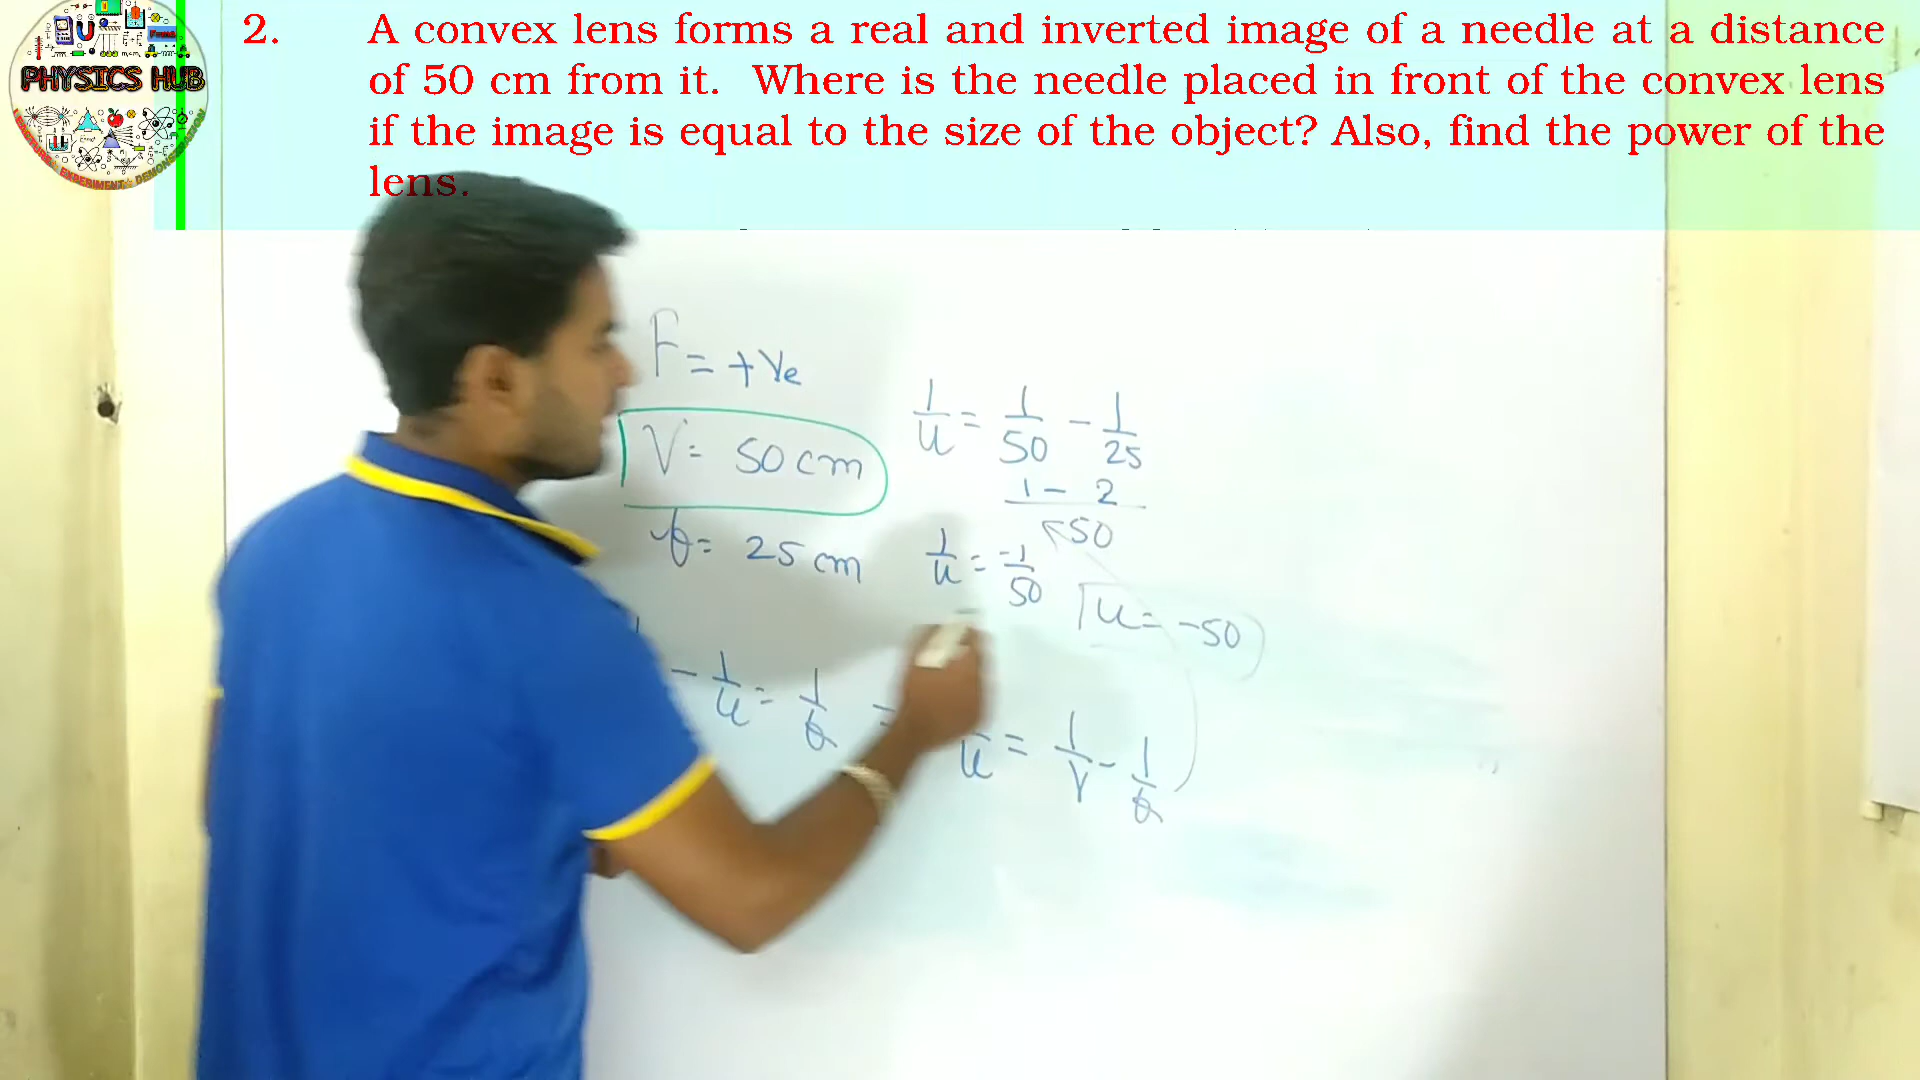 2. A convex lens forms a real and inverted image of a needle at a distance
of 50 cm from it. Where is the needle placed in front of the convex lens
if the image is equal to the size of the object? Also, find the power of the
lens.
PHYSICS HUB
EXPERIMENT DEMONSTRATION
F = +Ve
V = 50 cm
f = 25 cm
- 1/u = 1/f
1/u = 1/50 - 1/25
1 - 2
50
1/u = -1/50
u = -50
u = 1/v - 1/f